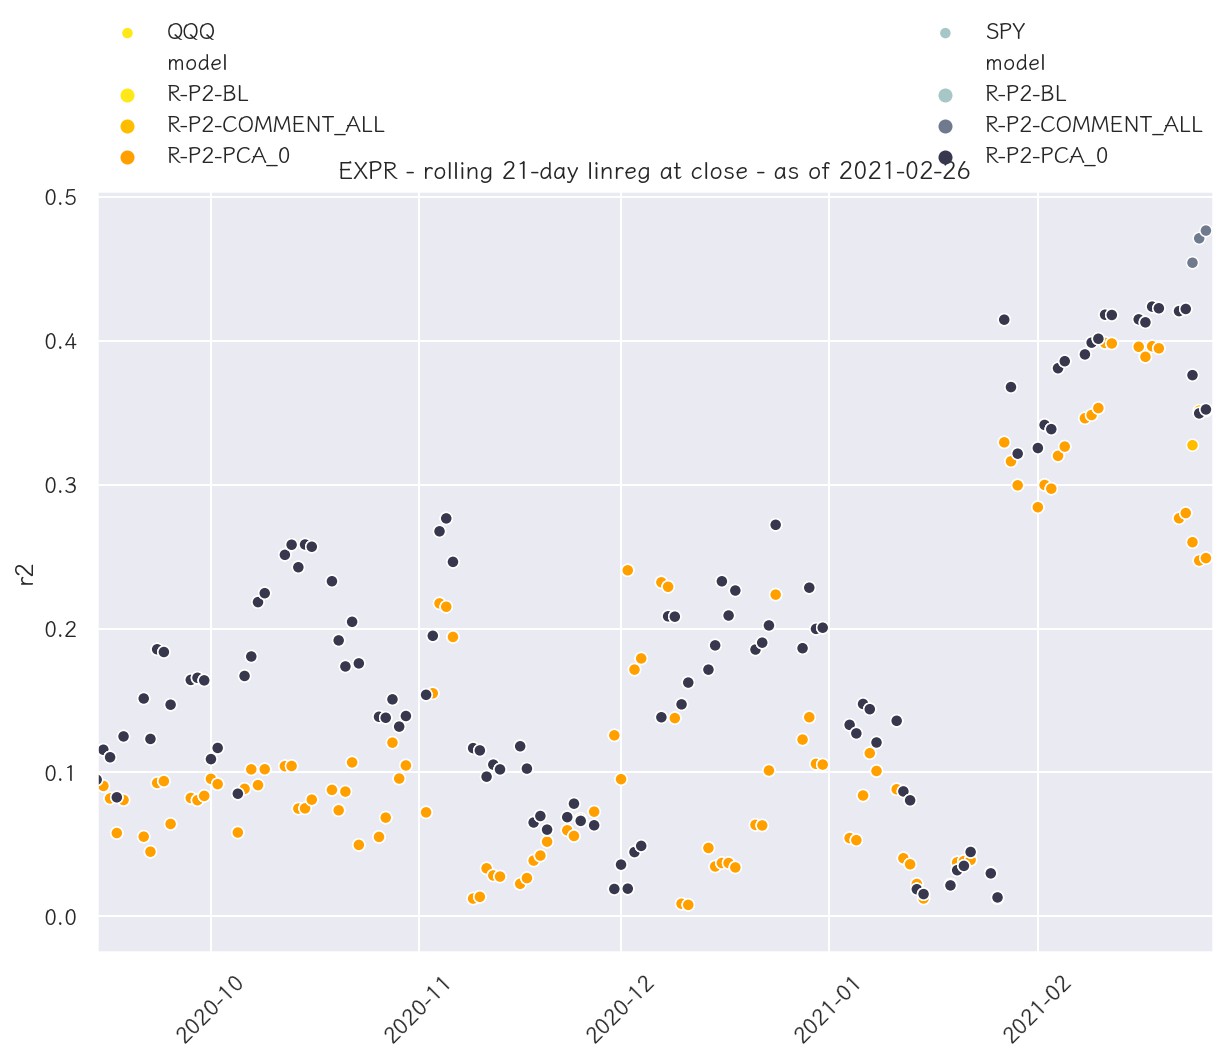 QQQ
model
R-P2-BL
R-P2-COMMENT_ALL
R-P2-PCA_0
SPY
model
R-P2-BL
R-P2-COMMENT_ALL
R-P2-PCA_0
EXPR - rolling 21-day linreg at close - as of 2021-02-26
0.5
0.4
0.3
0.2
0.1
0.0
r2
2020-10
2020-11
2020-12
2021-01
2021-02